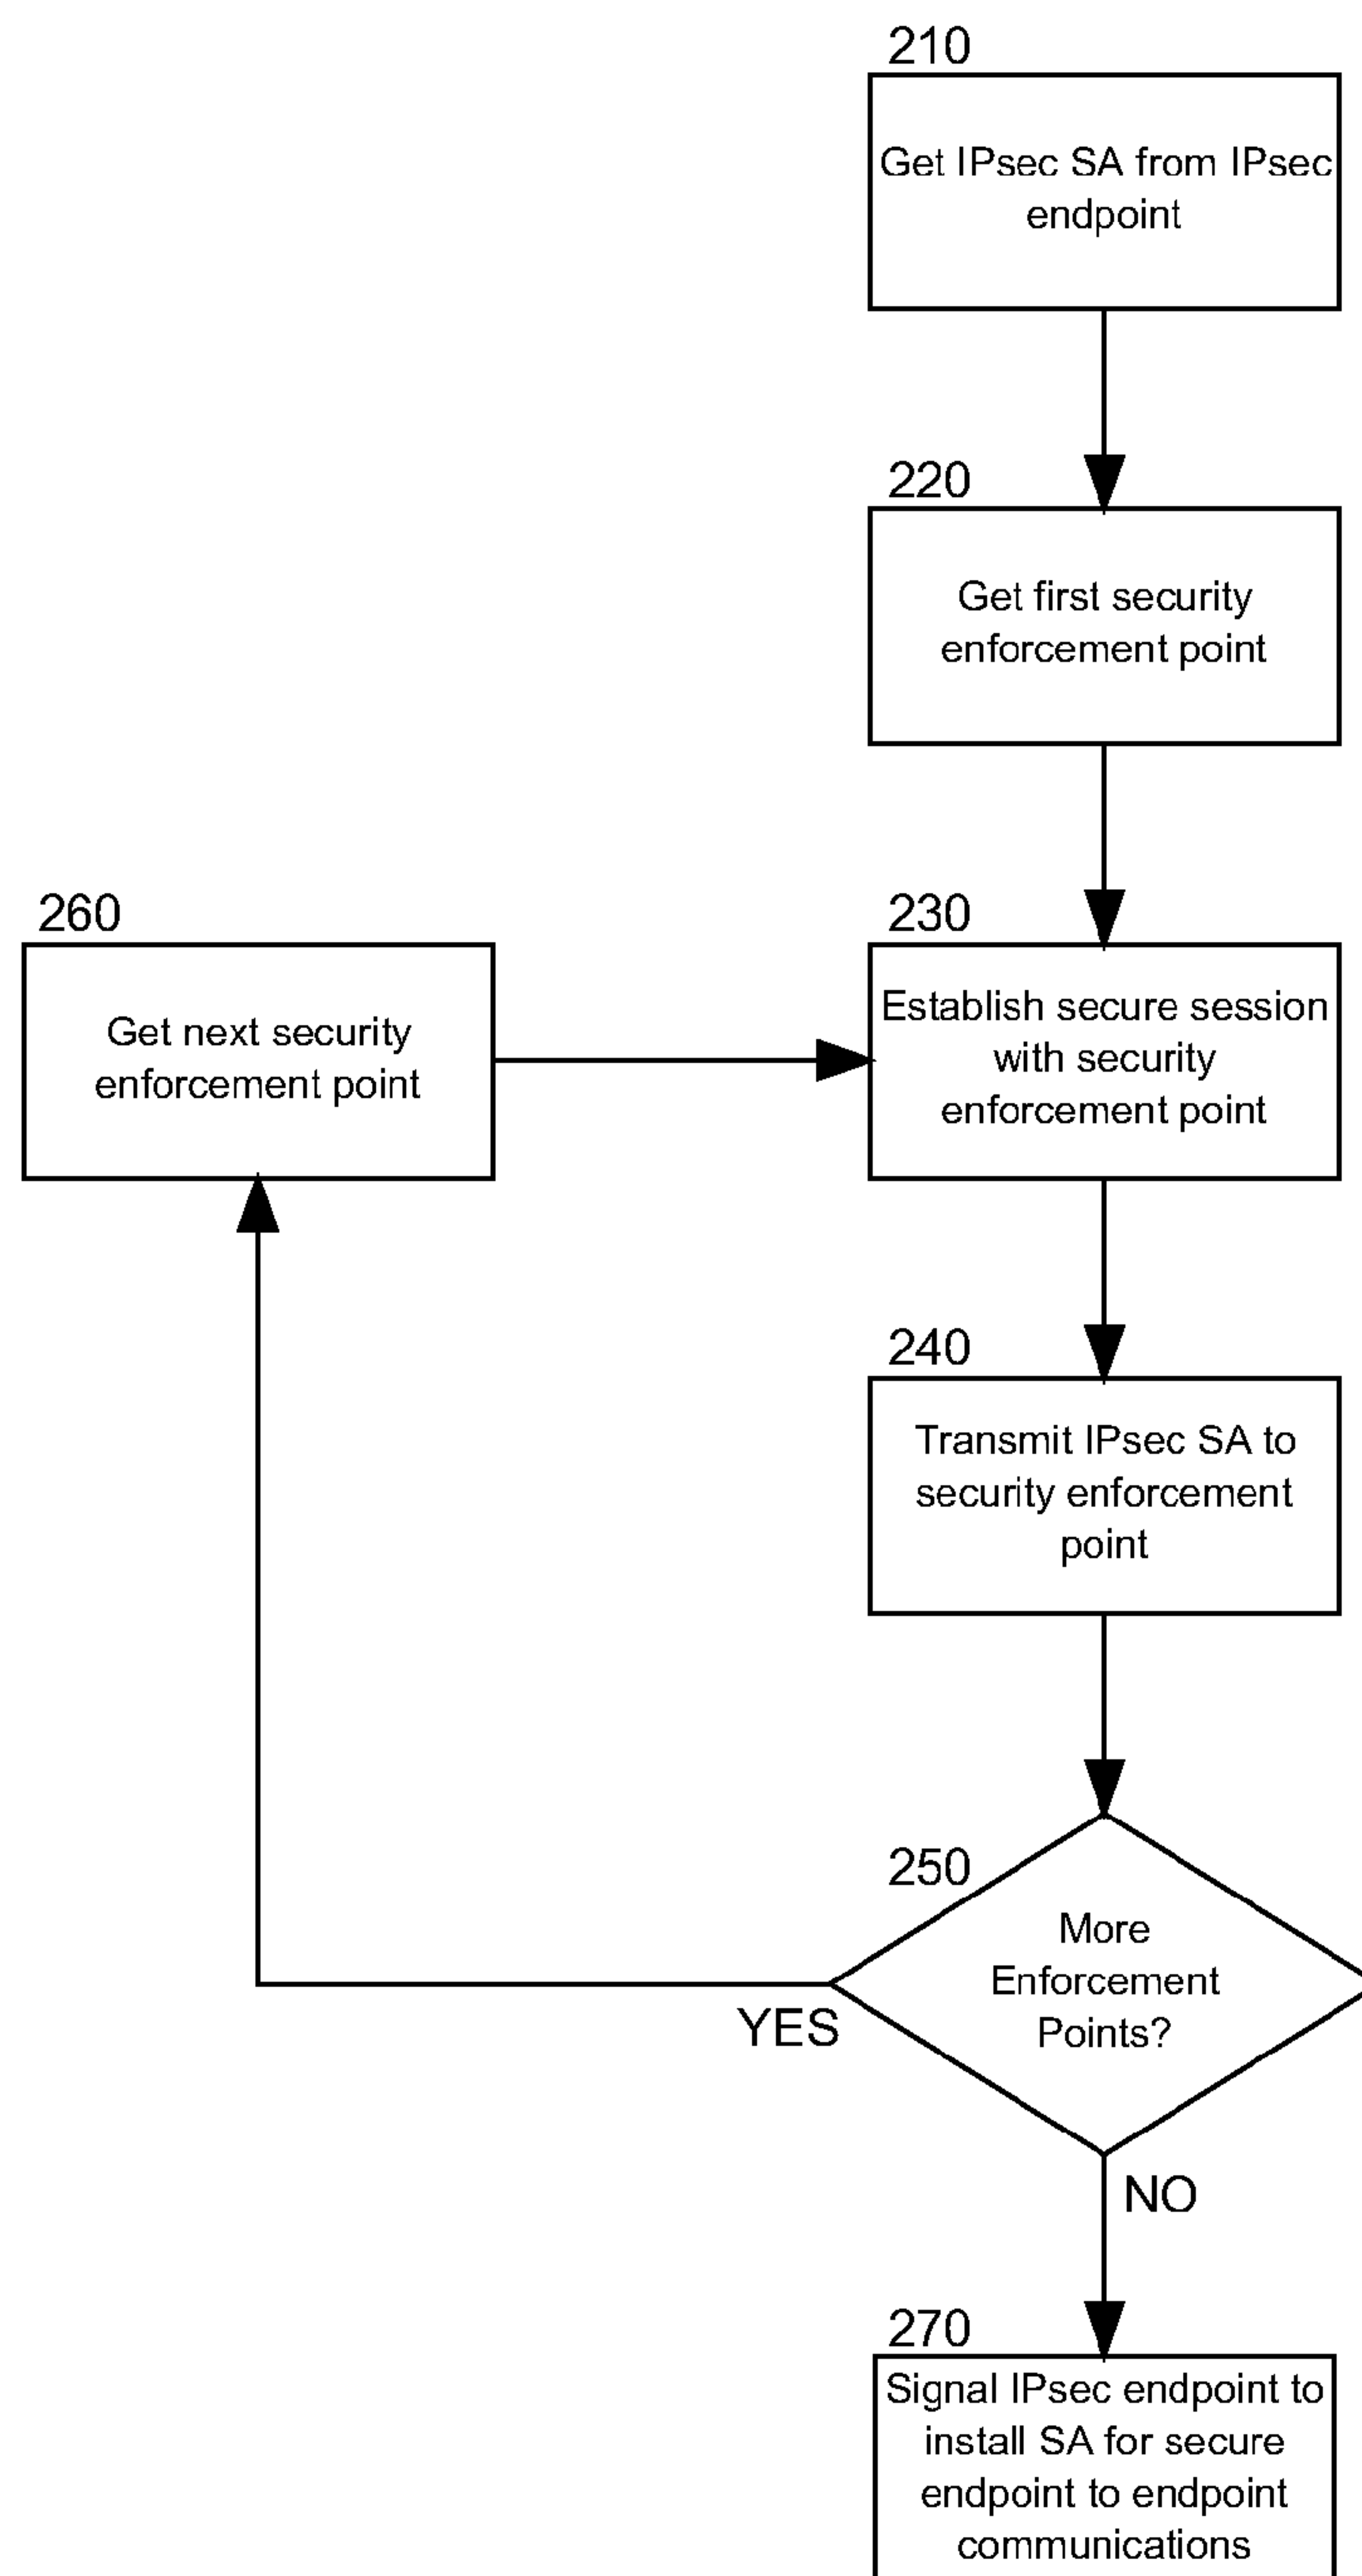 210
Get IPsec SA from IPsec
endpoint
220
Get first security
enforcement point
260
Get next security
enforcement point
230
Establish secure session
with security
enforcement point
240
Transmit IPsec SA to
security enforcement
point
250
More
Enforcement
Points?
YES
NO
270
Signal IPsec endpoint to
install SA for secure
endpoint to endpoint
communications